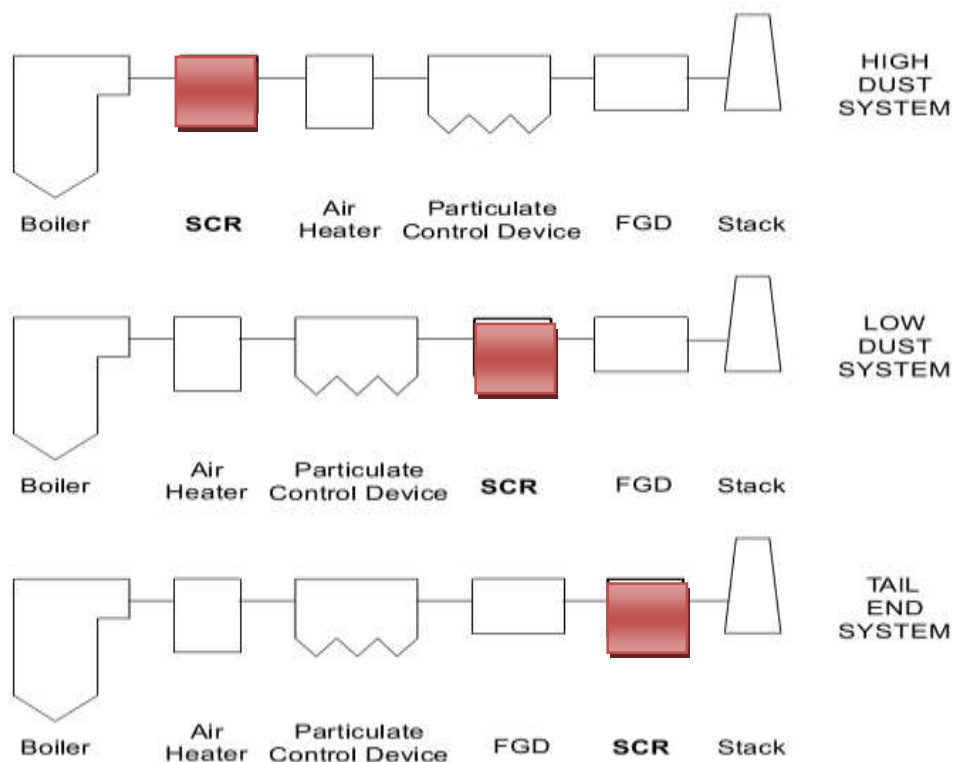 HIGH
DUST
SYSTEM
Boiler
SCR
Air
Heater
Particulate
Control Device
FGD
Stack
LOW
DUST
SYSTEM
Boiler
Air
Heater
Particulate
Control Device
SCR
FGD
Stack
TAIL
END
SYSTEM
Boiler
Air
Heater
Particulate
Control Device
FGD
SCR
Stack